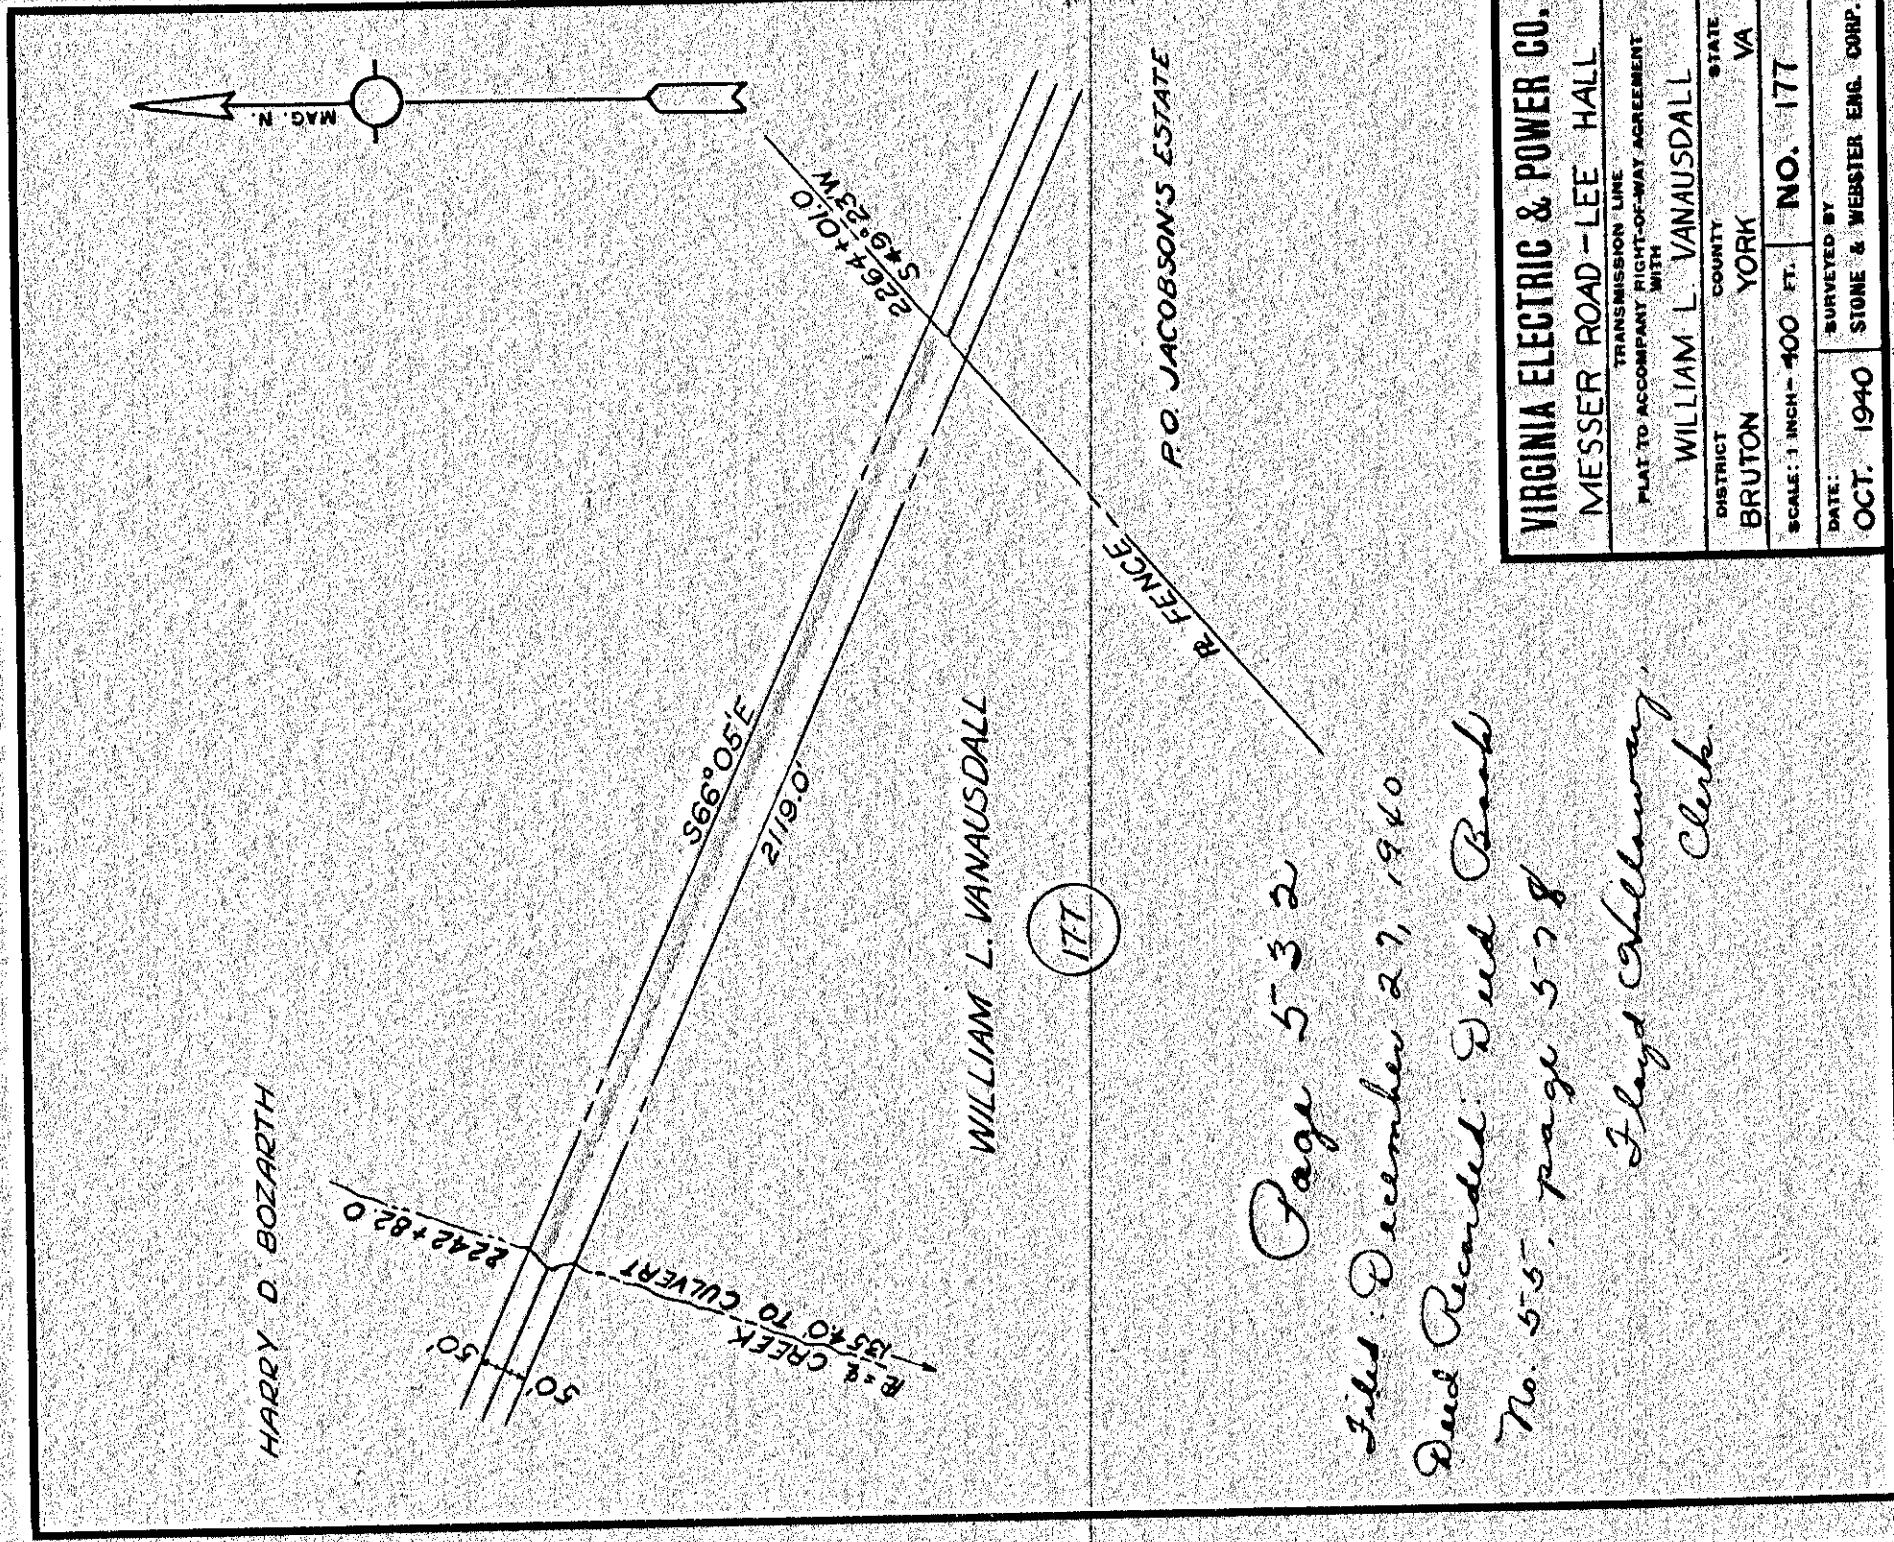 HARRY D. BOZARTH
MAG. N.
2242+82.0
50'
50'
S66°05'E
2119.0'
2264+01.0
S49°23'W
℄ CREEK
1354.0 TO CULVERT
WILLIAM L. VANAUSDALL
177
P.O. JACOBSON'S ESTATE
FENCE
Page 532
Filed: December 27, 1940
Deed Recorded: Deed Book
No. 55, page 578
Floyd Holloway,
Clerk.
VIRGINIA ELECTRIC & POWER CO.
MESSER ROAD-LEE HALL
TRANSMISSION LINE
PLAT TO ACCOMPANY RIGHT-OF-WAY AGREEMENT
WITH
WILLIAM L. VANAUSDALL
DISTRICT COUNTY STATE
BRUTON YORK VA
SCALE: 1 INCH= 400 FT. NO. 177
DATE: SURVEYED BY
OCT. 1940 STONE & WEBSTER ENG. CORP.